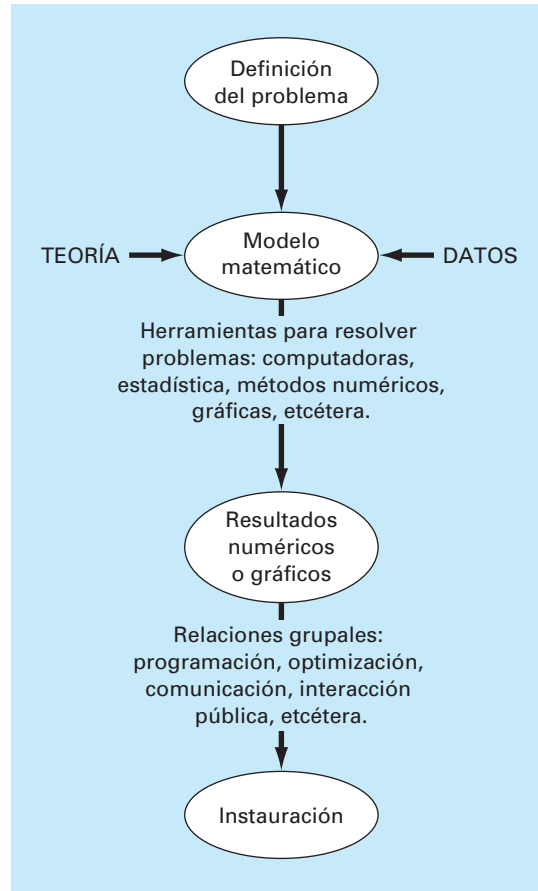 Definición
del problema
TEORÍA
Modelo
matemático
DATOS
Herramientas para resolver
problemas: computadoras,
estadística, métodos numéricos,
gráficas, etcétera.
Resultados
numéricos
o gráficos
Relaciones grupales:
programación, optimización,
comunicación, interacción
pública, etcétera.
Instauración